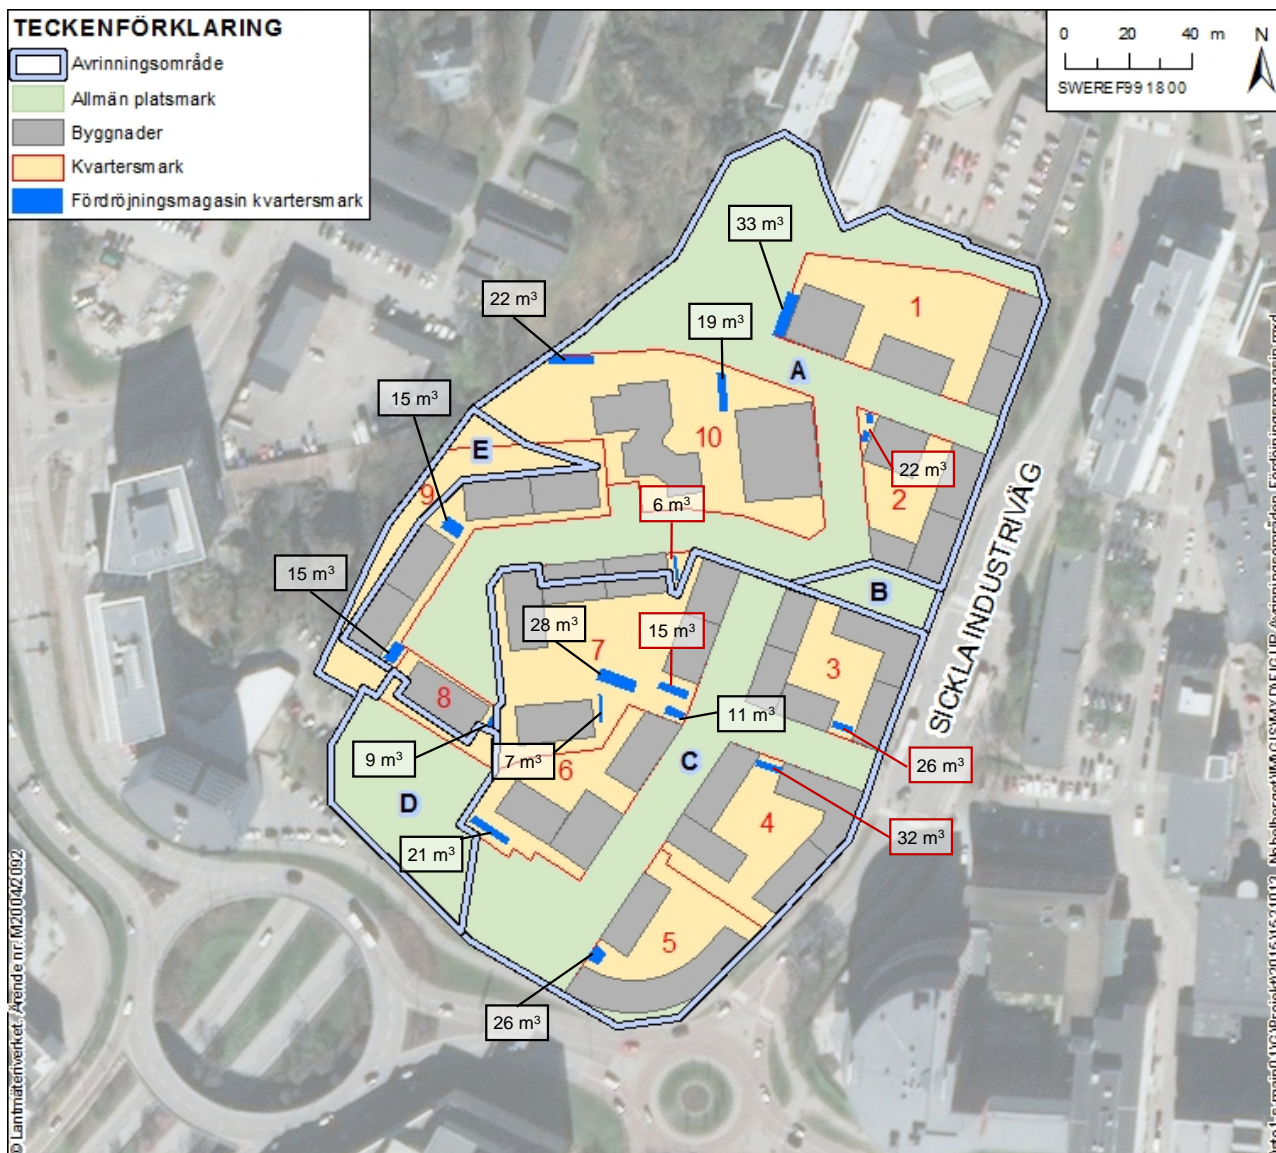 TECKENFÖRKLARING
Avrinningsområde
Allmän platsmark
Byggnader
Kvartersmark
Fördröjningsmagasin kvartersmark
0 20 40 m
N
SWEREF991800
33 m³
1
22 m³
19 m³
A
15 m³
10
E
22 m³
2
9
6 m³
15 m³
B
28 m³
7
15 m³
3
8
11 m³
9 m³
7 m³
6
C
26 m³
D
4
32 m³
21 m³
5
26 m³
SICKLA INDUSTRIVÄG
© Lantmäteriverket. Ärende nr: M2004/2092